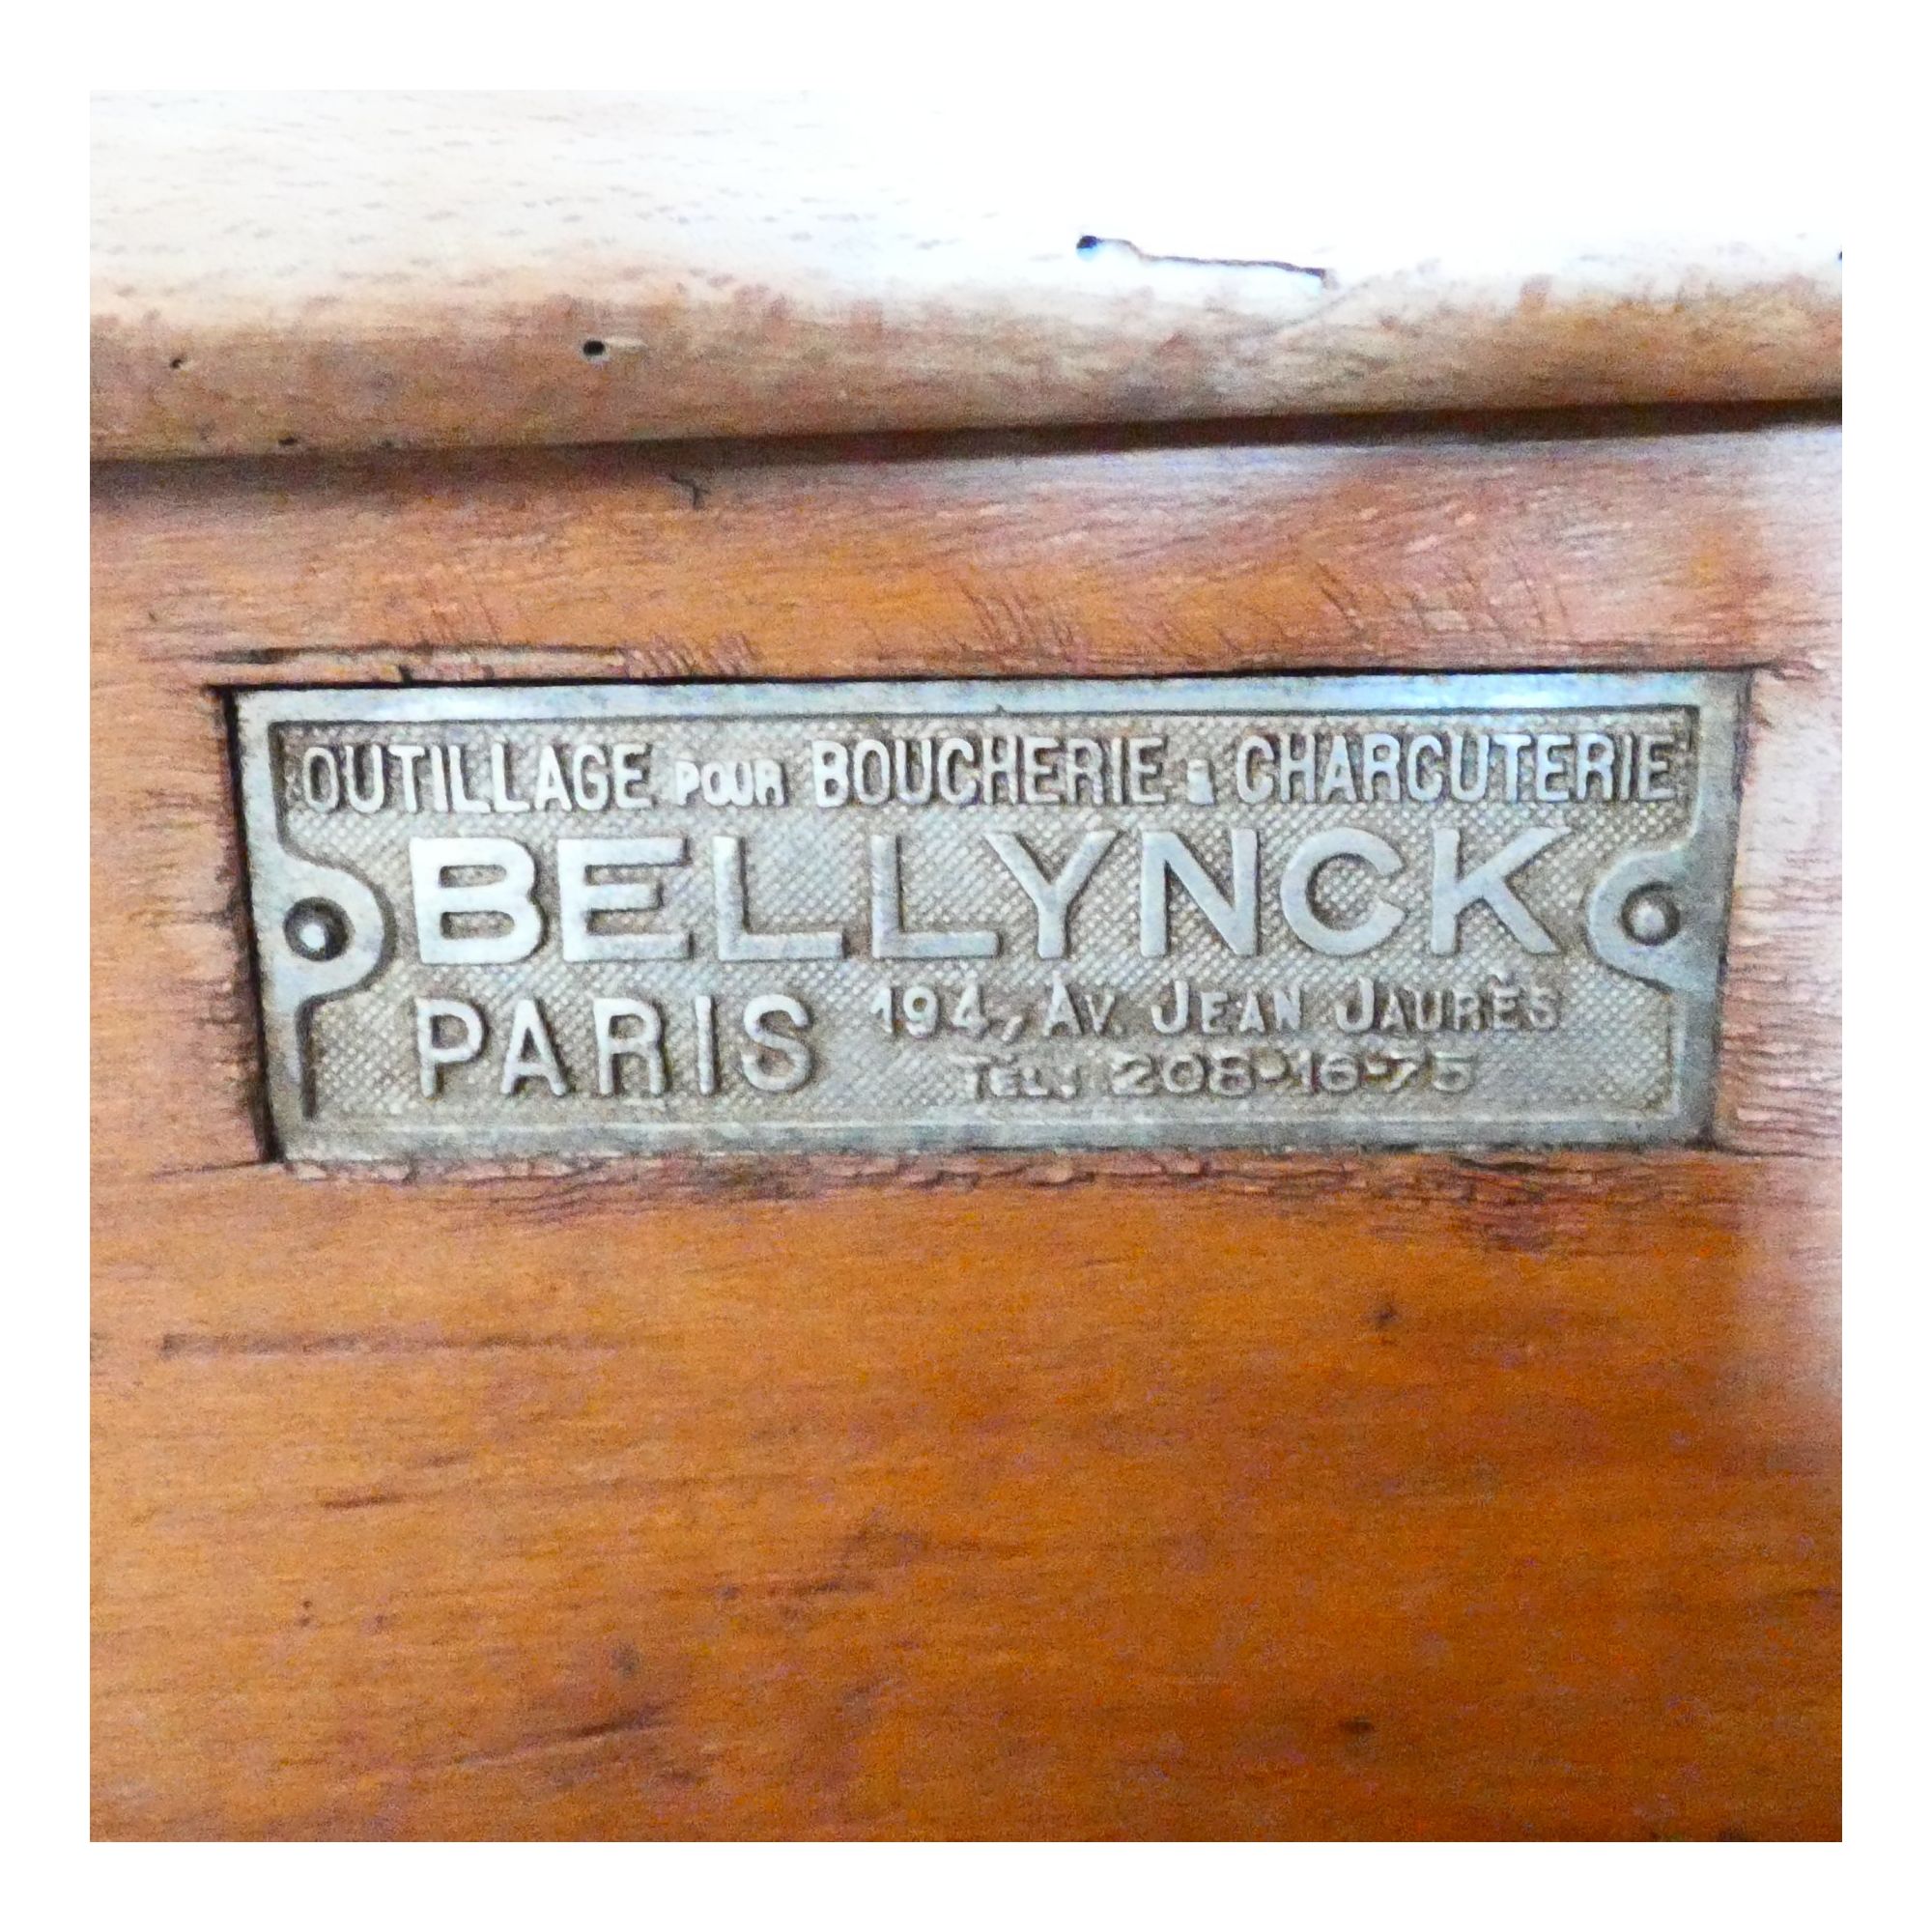 OUTILLAGE POUR BOUCHERIE & CHARCUTERIE
BELLYNCK
PARIS 194, AV. JEAN JAURÈS
TÉL: 208-16-75